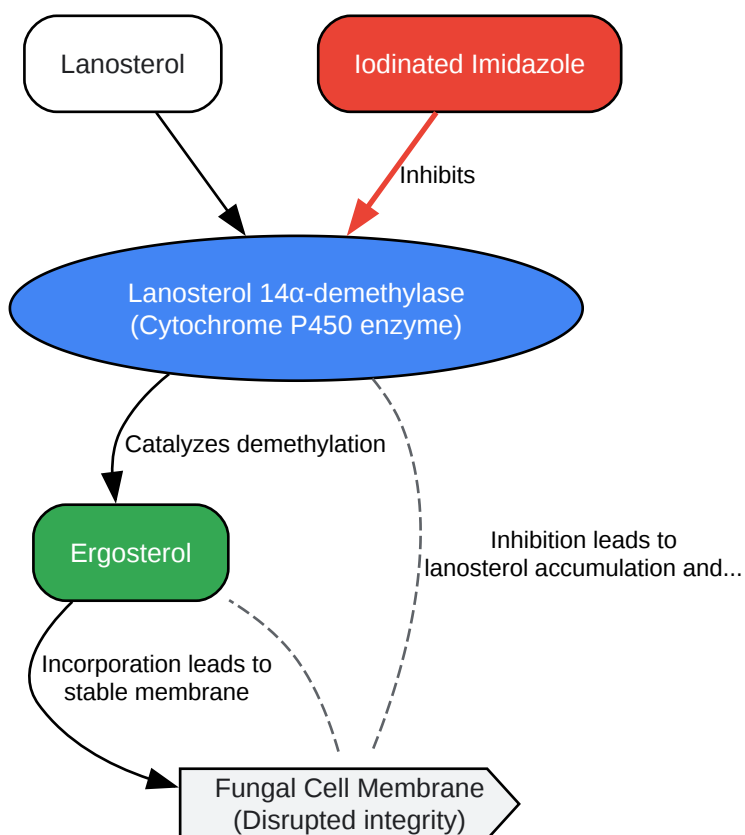 Lanosterol
Iodinated Imidazole
Inhibits
Lanosterol 14α-demethylase
(Cytochrome P450 enzyme)
Catalyzes demethylation
Ergosterol
Inhibition leads to
lanosterol accumulation and...
Incorporation leads to
stable membrane
Fungal Cell Membrane
(Disrupted integrity)